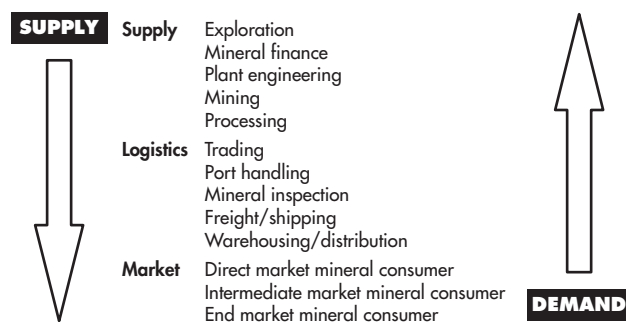 SUPPLY Supply Exploration
Mineral finance
Plant engineering
Mining
Processing
Logistics Trading
Port handling
Mineral inspection
Freight/shipping
Warehousing/distribution
Market Direct market mineral consumer
Intermediate market mineral consumer
End market mineral consumer
DEMAND